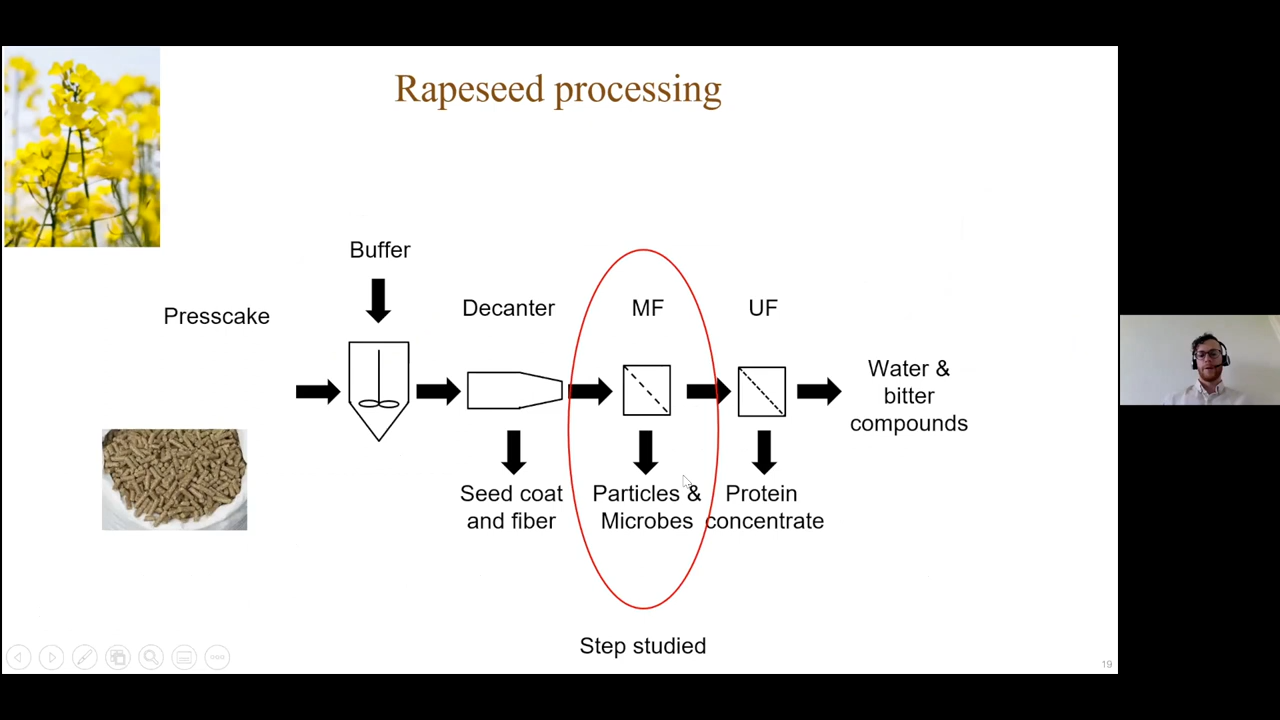 Rapeseed processing
Buffer
Presscake
Decanter
MF
UF
Water &
bitter
compounds
Seed coat
and fiber
Particles &
Microbes
Protein
concentrate
Step studied
19